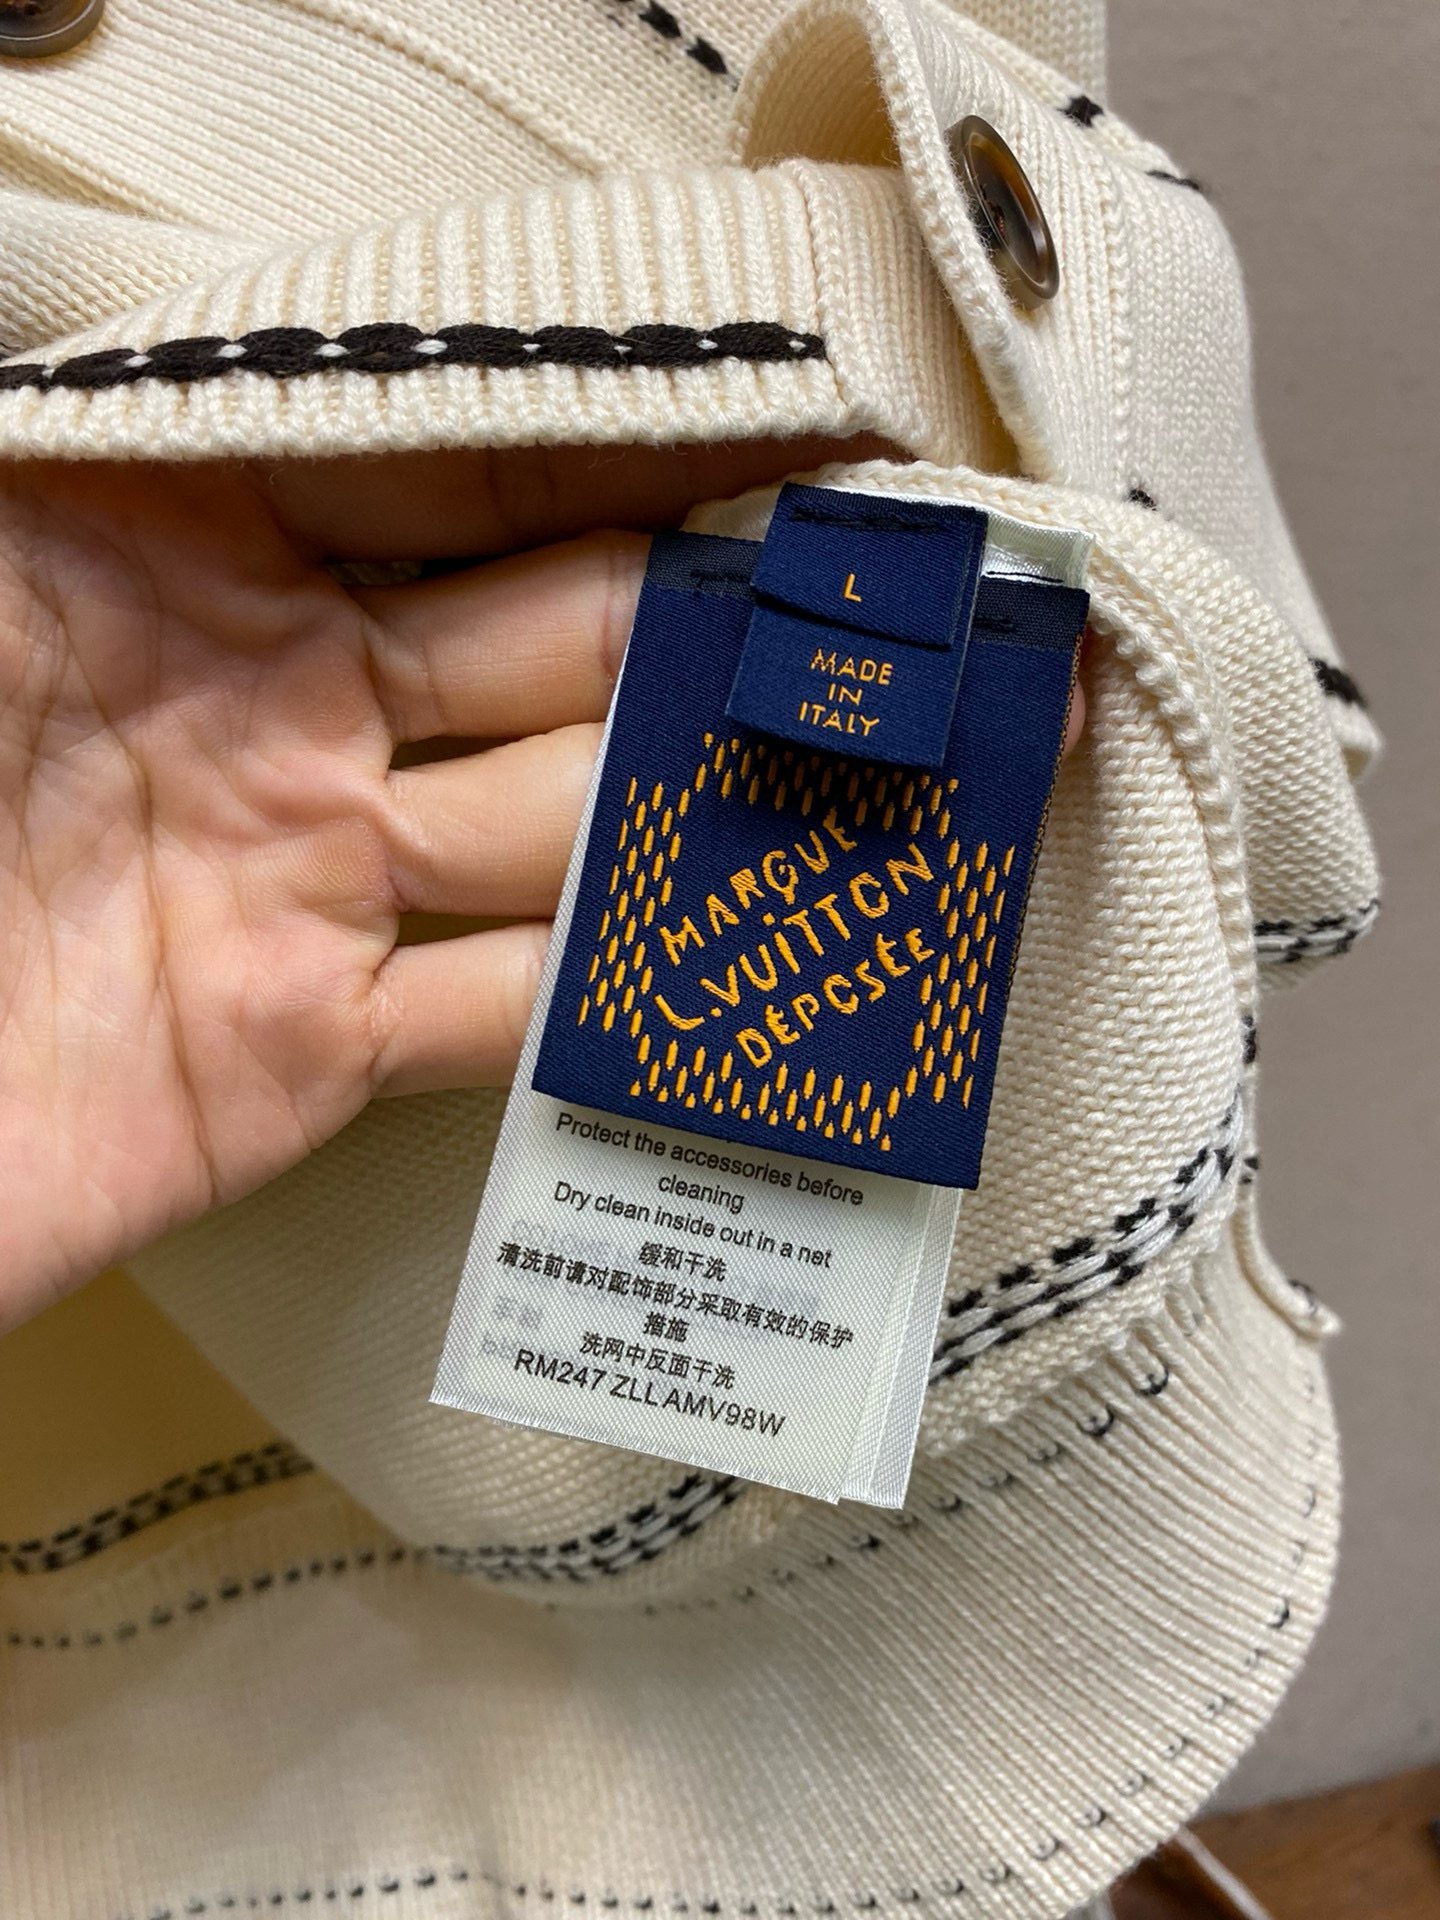 L
MADE
IN
ITALY
MARQUE
L.VUiTTON
DÉPOSÉE
Protect the accessories before
cleaning
Dry clean inside out in a net
缓和干洗
清洗前请对配饰部分采取有效的保护
措施
洗网中反面干洗
RM247 ZLLAMV98W